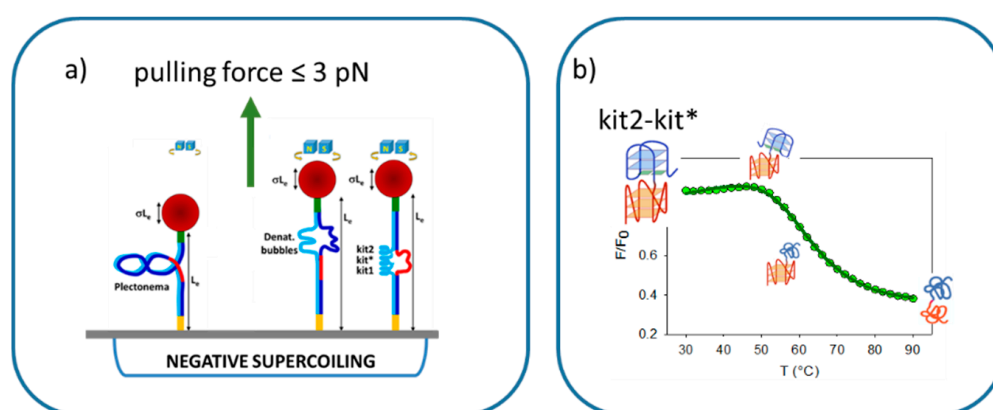 a)
pulling force ≤ 3 pN
N S
N S
N S
σLe
σLe
σLe
Le
Le
Le
Plectonema
Denat.
bubbles
kit2
kit*
kit1
NEGATIVE SUPERCOILING
b)
kit2-kit*
F/F0
0.6
0.4
0.2
30 40 50 60 70 80 90
T (°C)